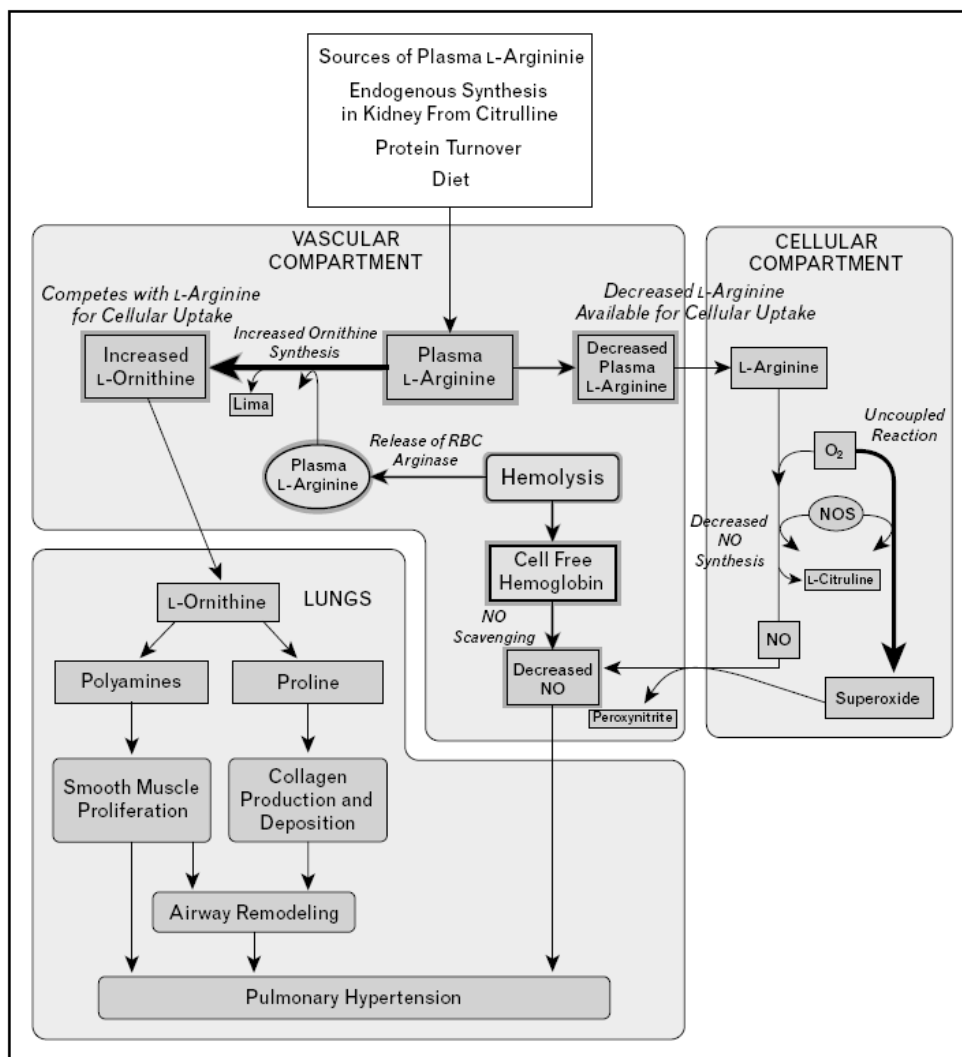 Sources of Plasma L-Argininie
Endogenous Synthesis
in Kidney From Citrulline
Protein Turnover
Diet
VASCULAR
COMPARTMENT
CELLULAR
COMPARTMENT
Competes with L-Arginine
for Cellular Uptake
Decreased L-Arginine
Available for Cellular Uptake
Increased Ornithine
Synthesis
Increased
L-Ornithine
Plasma
L-Arginine
Decreased
Plasma
L-Arginine
L-Arginine
Lima
Uncoupled
Reaction
Release of RBC
Arginase
Plasma
L-Arginine
Hemolysis
O2
NOS
Decreased
NO
Synthesis
Cell Free
Hemoglobin
L-Citruline
LUNGS
L-Ornithine
NO
Scavenging
NO
Polyamines
Proline
Decreased
NO
Superoxide
Peroxynitrite
Smooth Muscle
Proliferation
Collagen
Production and
Deposition
Airway Remodeling
Pulmonary Hypertension